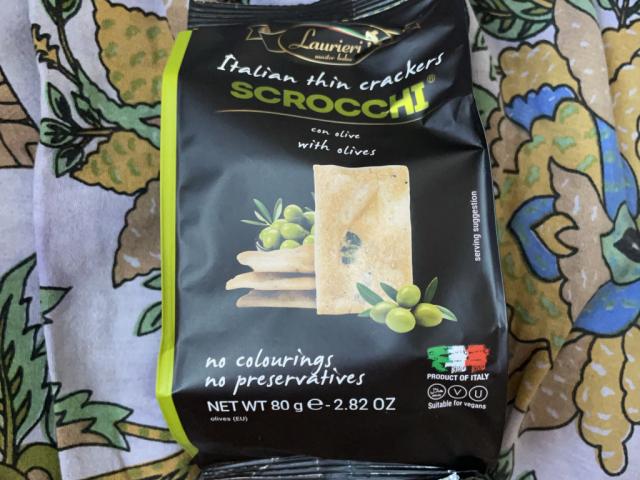 Laurieri
master bakers
Italian thin crackers
SCROCCHI®
con olive
with olives
serving suggestion
no colourings
no preservatives
PRODUCT OF ITALY
NET WT 80 g e - 2.82 OZ
V U
Suitable for vegans
olives (EU)